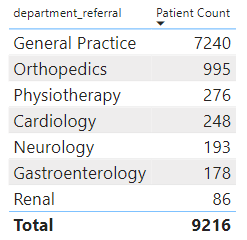 department_referral Patient Count
General Practice 7240
Orthopedics 995
Physiotherapy 276
Cardiology 248
Neurology 193
Gastroenterology 178
Renal 86
Total 9216